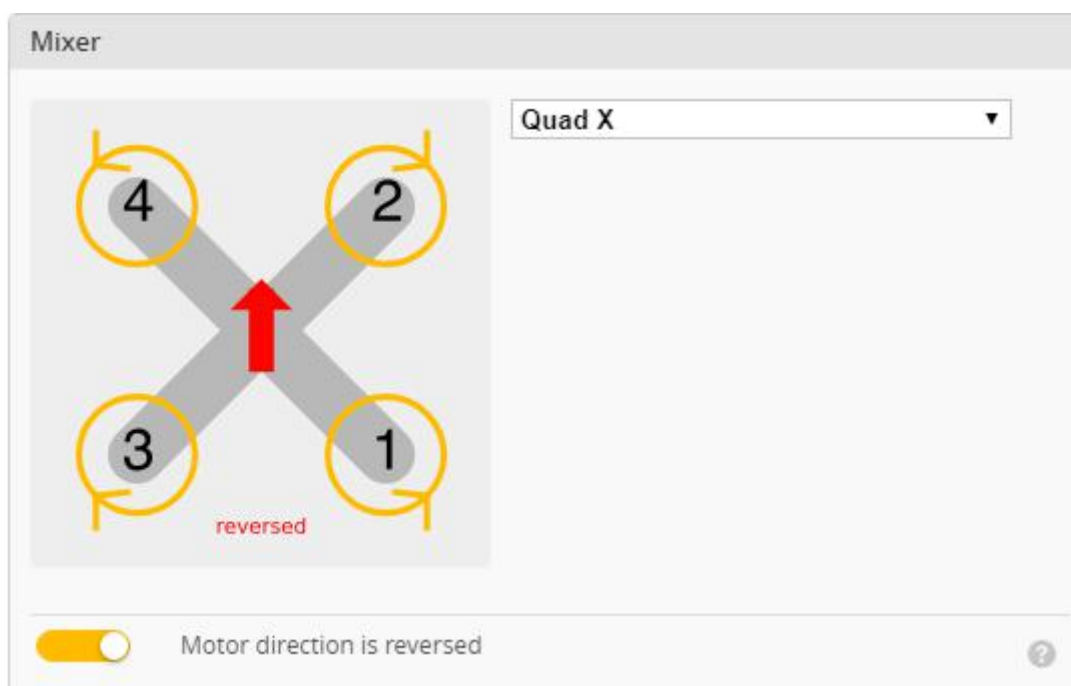 Mixer
Quad X
4 2
3 1
reversed
Motor direction is reversed
?